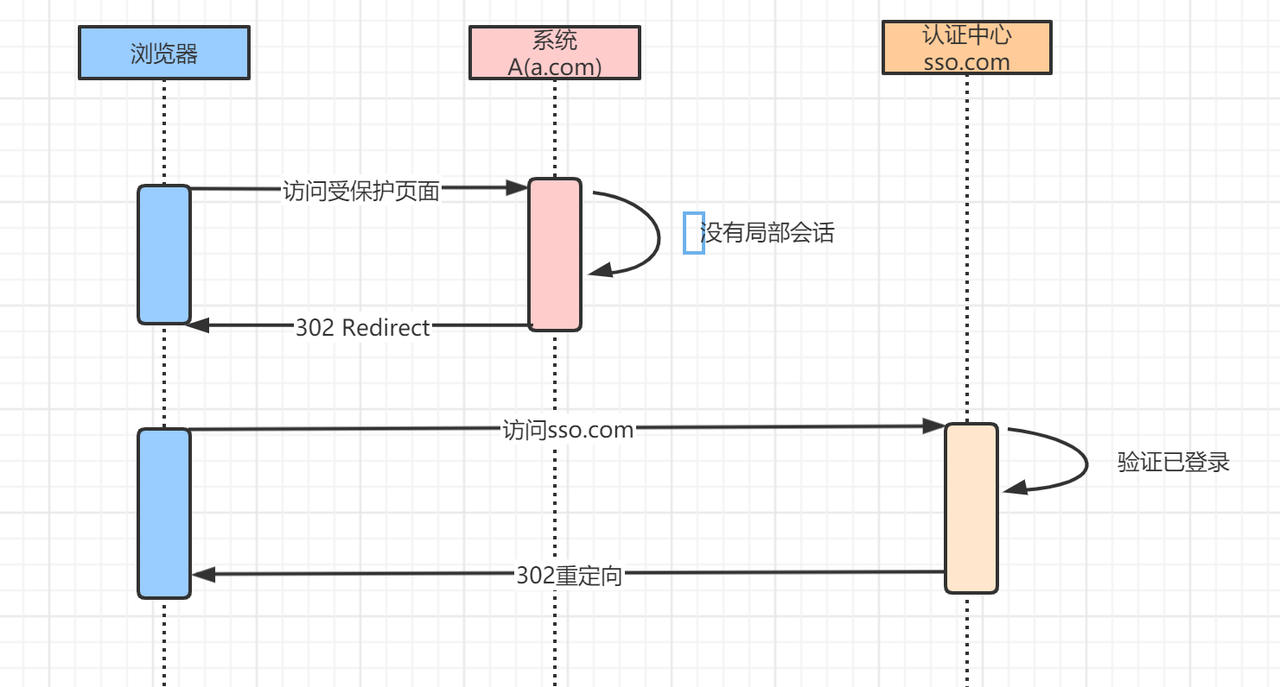 浏览器
系统
A(a.com)
认证中心
sso.com
访问受保护页面
没有局部会话
302 Redirect
访问sso.com
验证已登录
302重定向